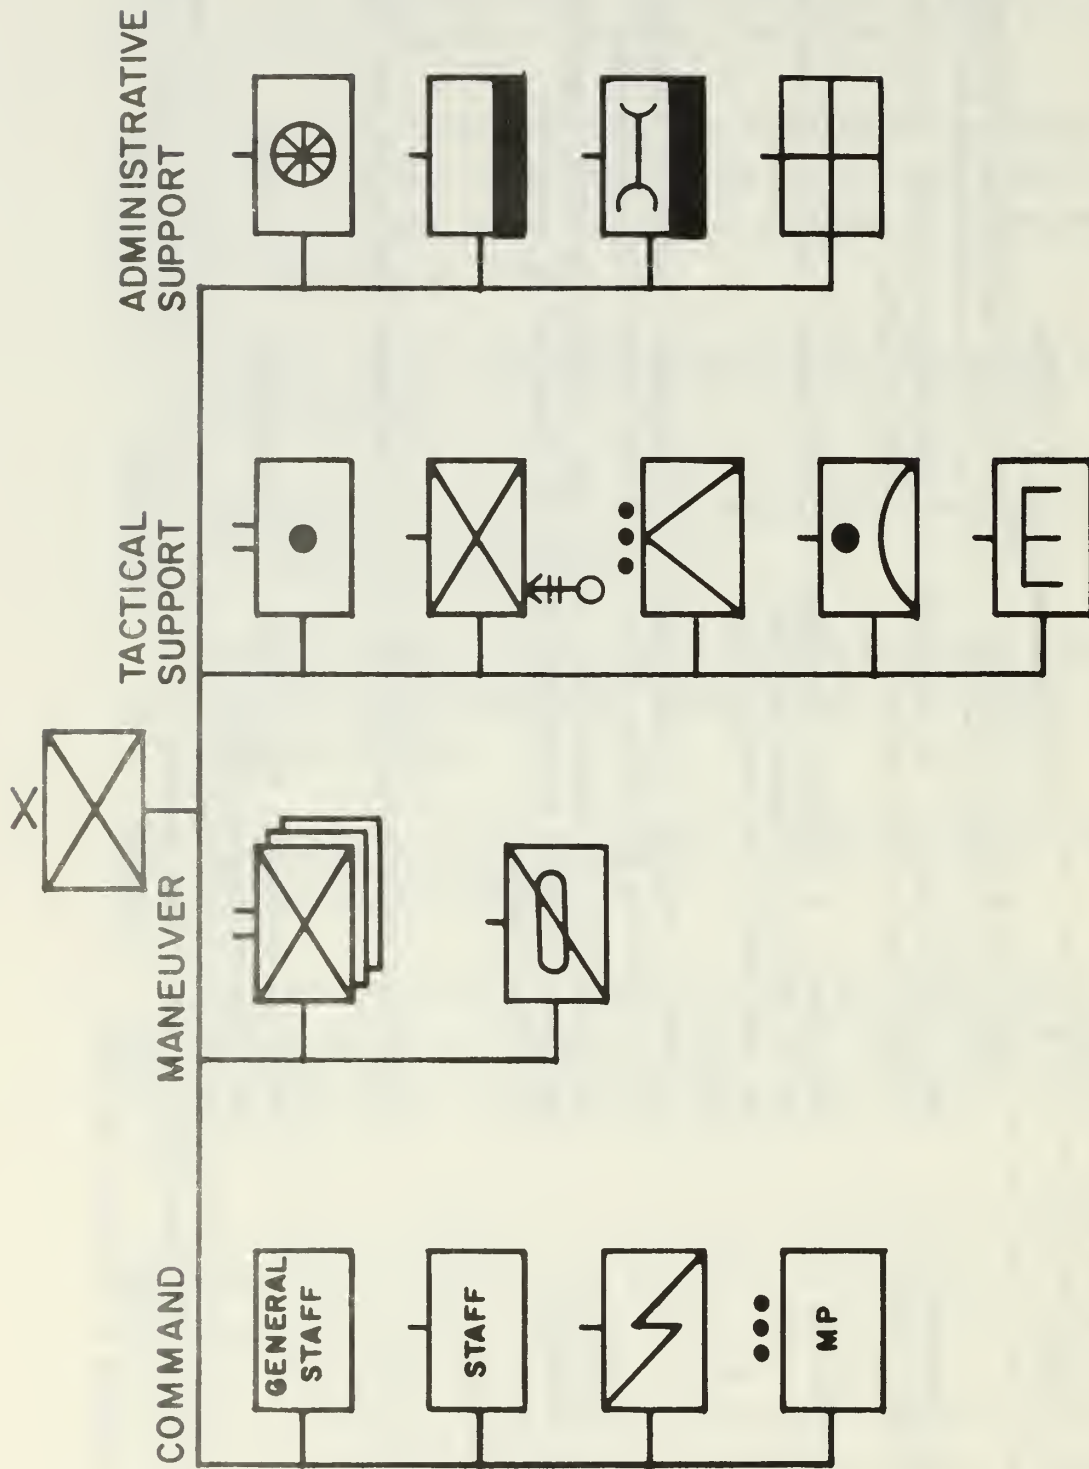 COMMAND
MANEUVER
TACTICAL
SUPPORT
ADMINISTRATIVE
SUPPORT
GENERAL
STAFF
STAFF
MP